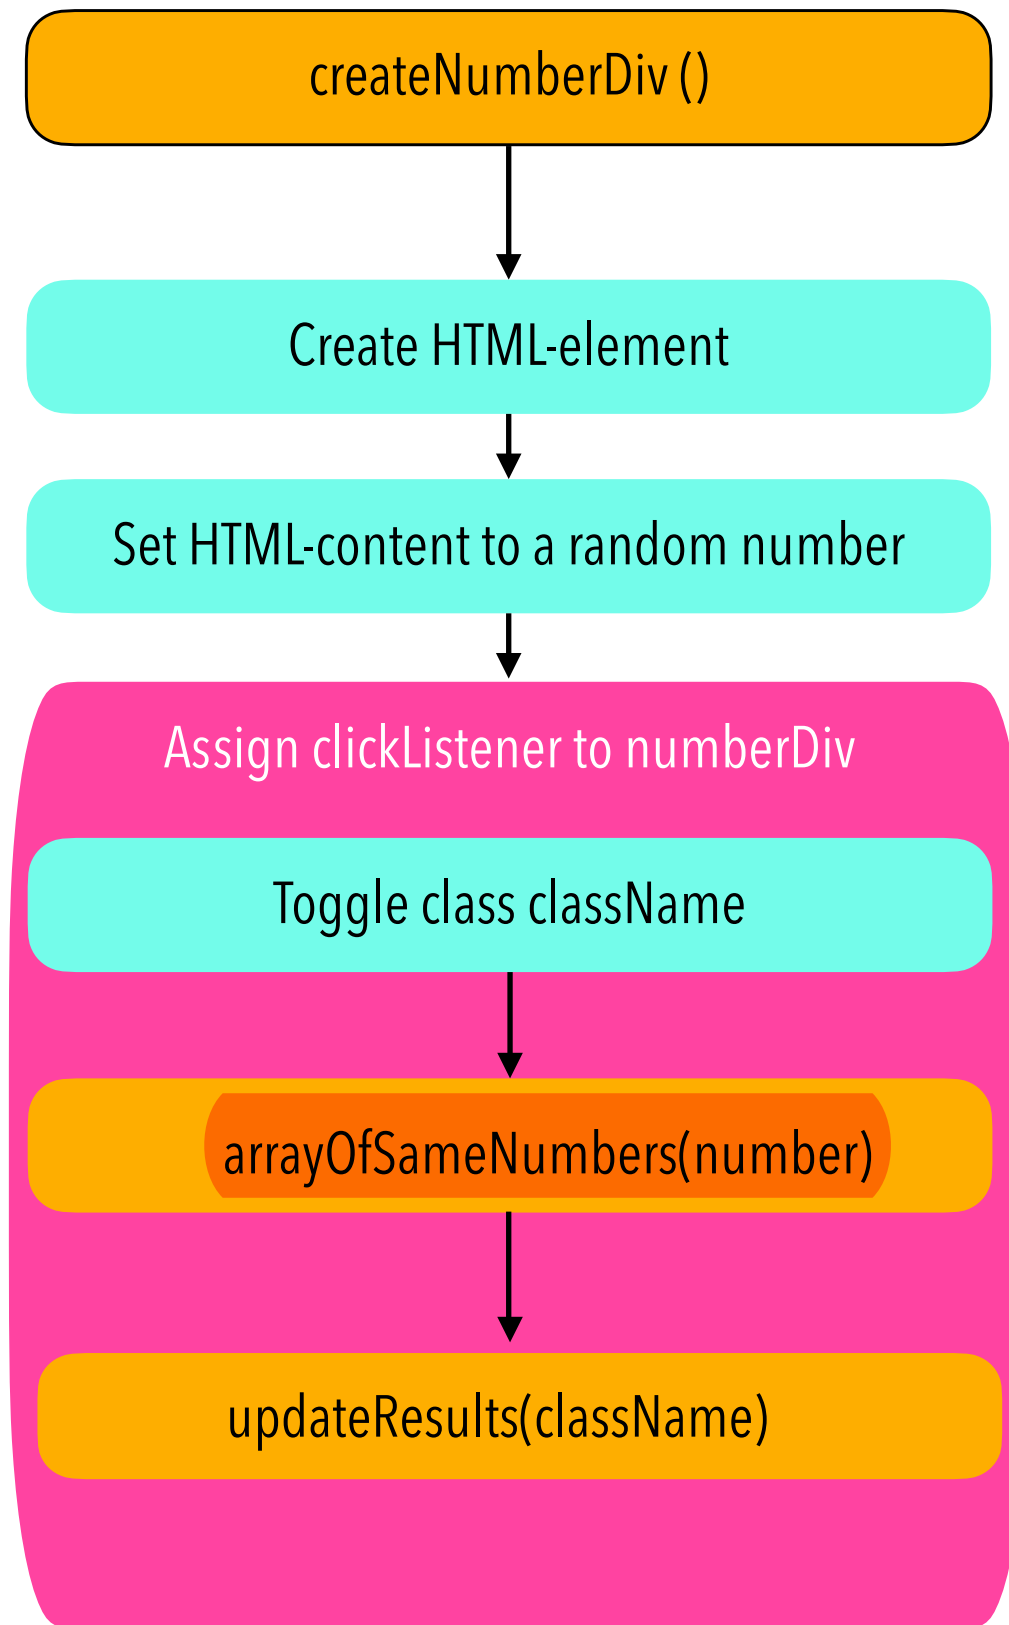 createNumberDiv ()
Create HTML-element
Set HTML-content to a random number
Assign clickListener to numberDiv
Toggle class className
arrayOfSameNumbers(number)
updateResults(className)